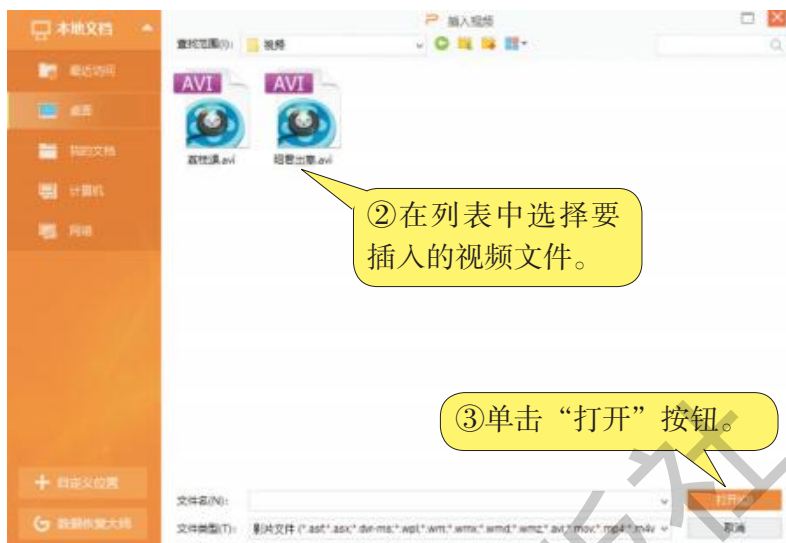 本地文档
插入视频
查找范围(I):
视频
最近访问
桌面
我的文档
计算机
网络
AVI
AVI
荔枝滇.avi
昭君出塞.avi
②在列表中选择要
插入的视频文件。
③单击“打开”按钮。
自定义位置
数据恢复大师
文件名(N):
打开(O)
文件类型(T):
影片文件 (*.asf;*.asx;*.dvr-ms;*.wpl;*.wm;*.wmx;*.wmd;*.wmz;*.avi;*.mov;*.mp4;*.m4v
取消
版社